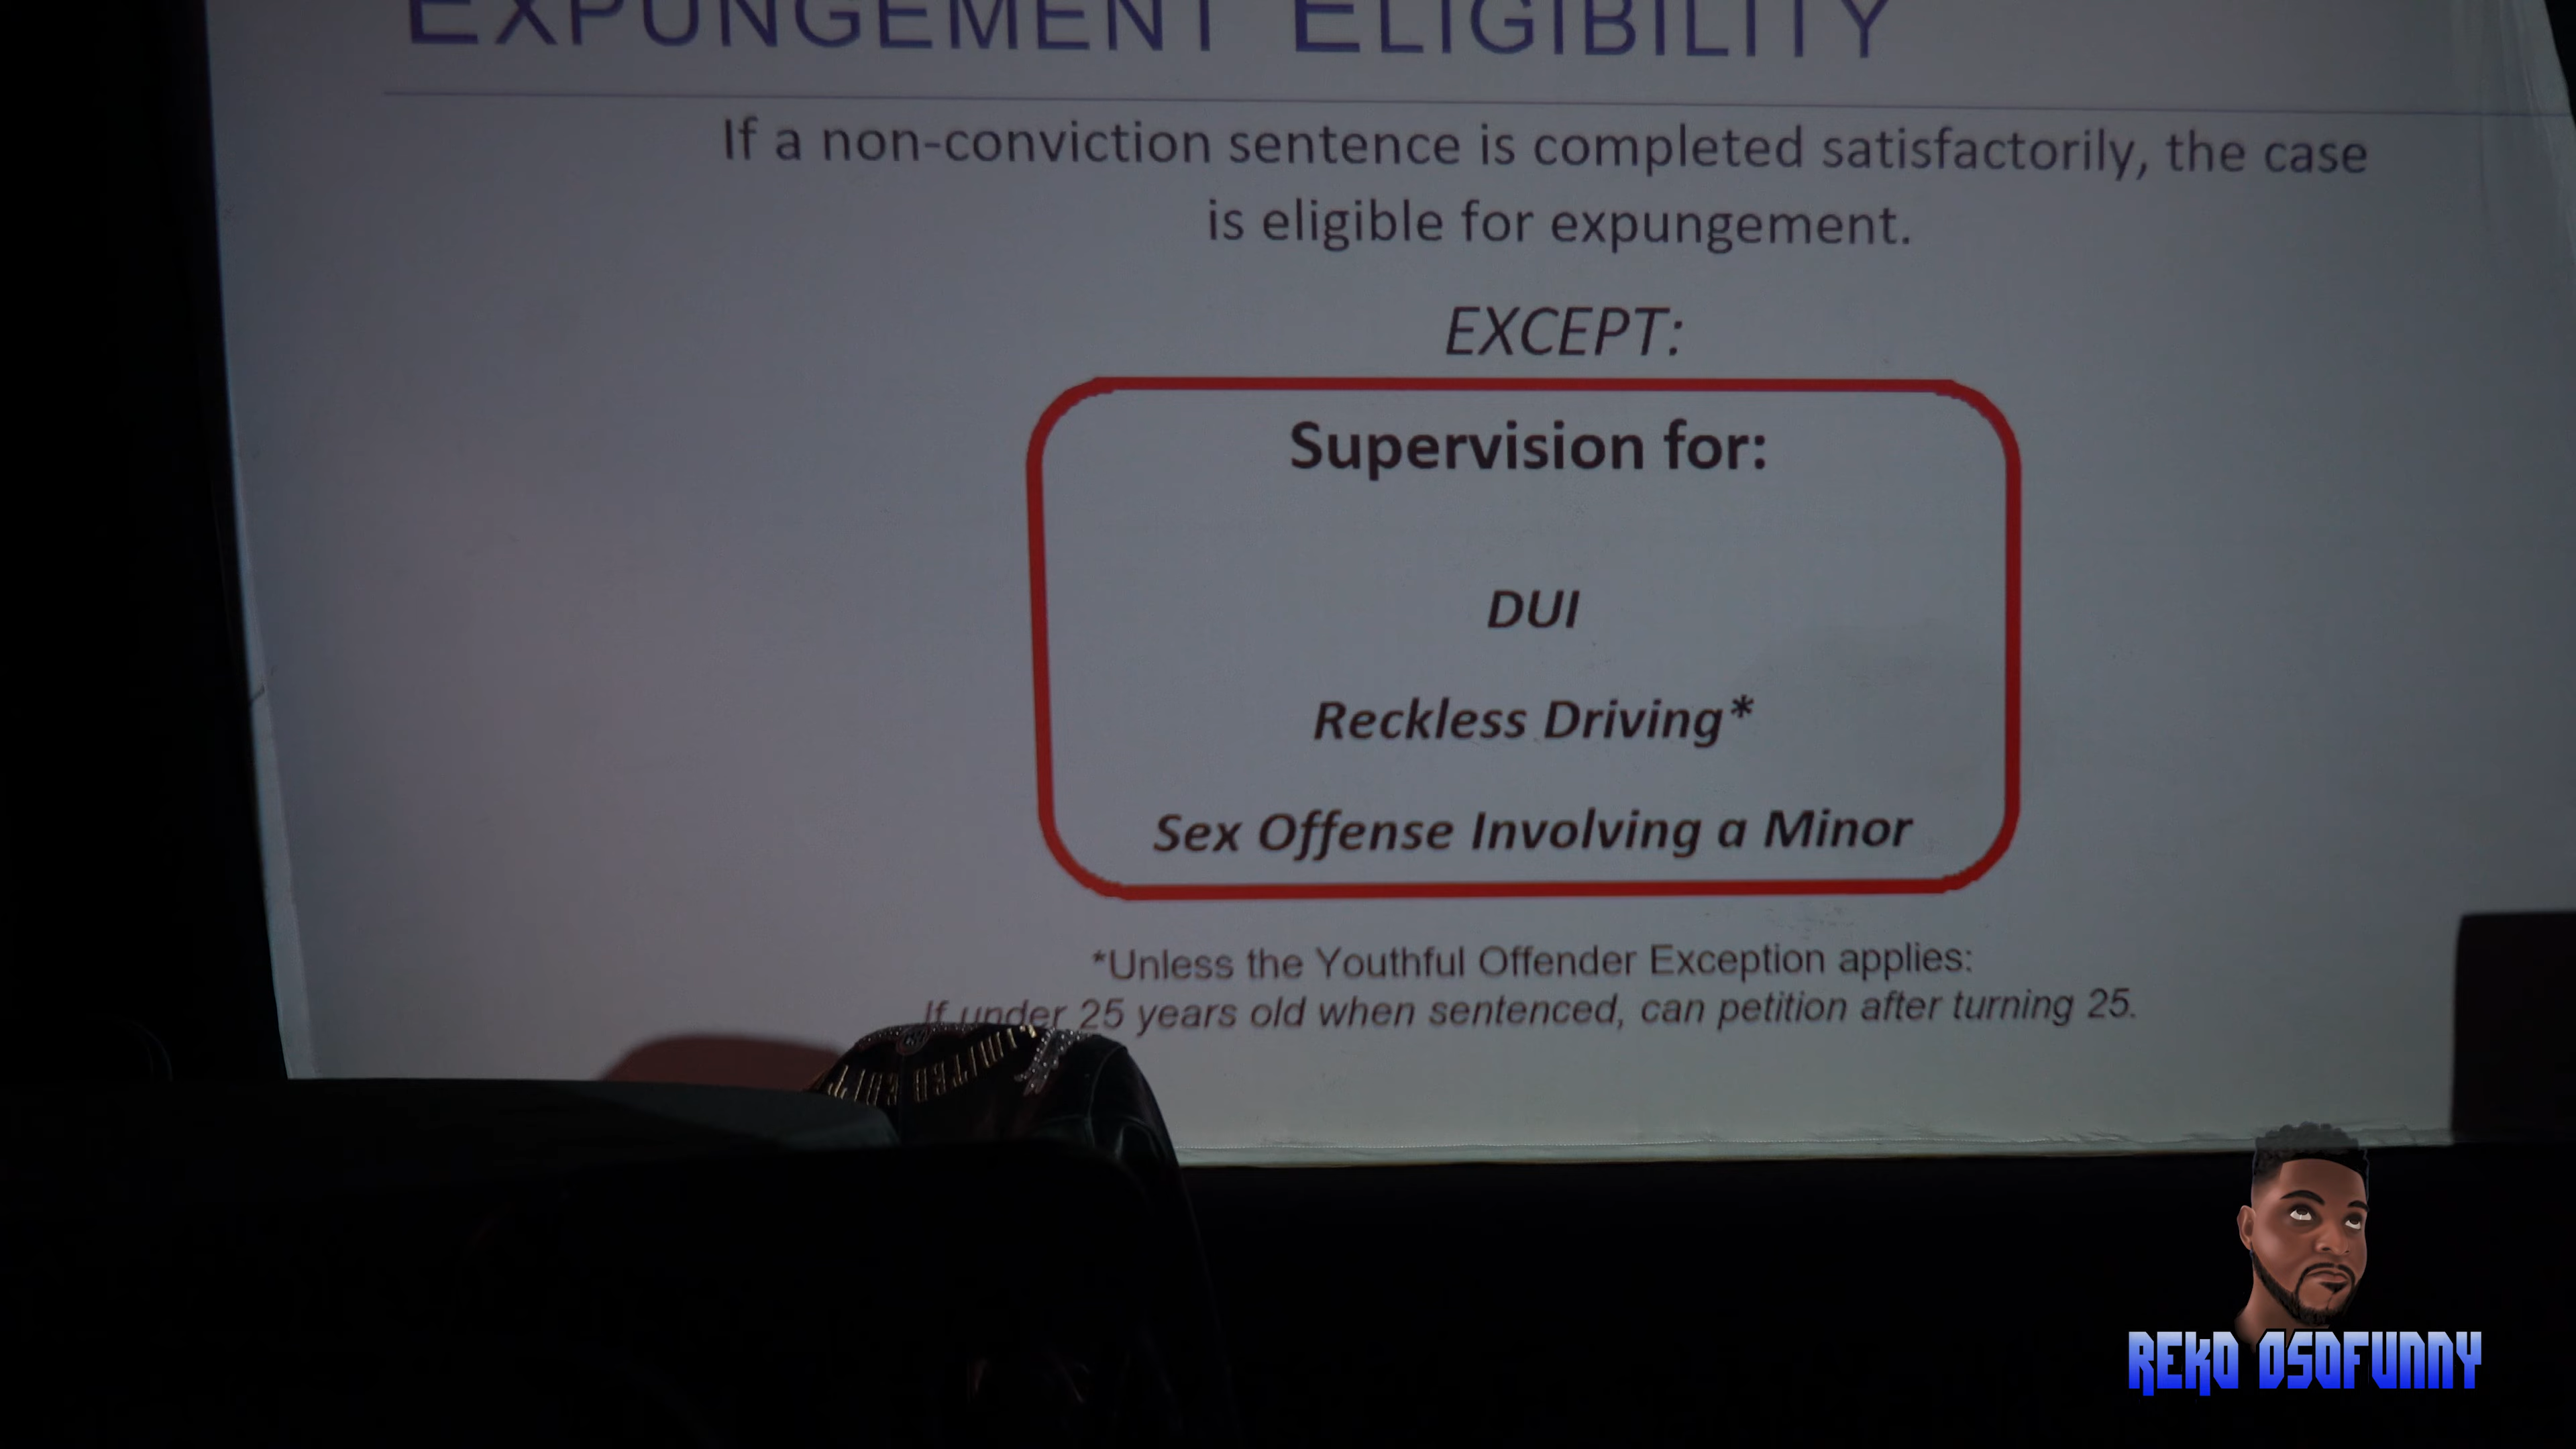 EXPUNGEMENT ELIGIBILITY
If a non-conviction sentence is completed satisfactorily, the case
is eligible for expungement.
EXCEPT:
Supervision for:
DUI
Reckless Driving*
Sex Offense Involving a Minor
*Unless the Youthful Offender Exception applies:
If under 25 years old when sentenced, can petition after turning 25.
REKO OSOFUNNY